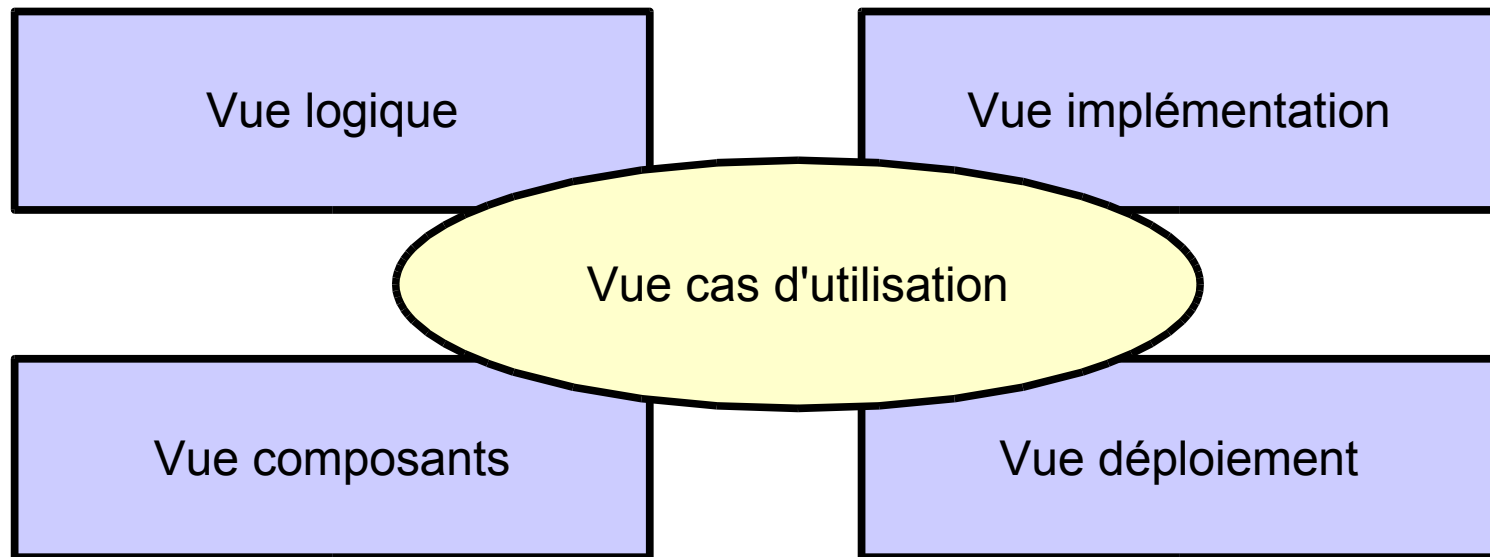 Vue logique
Vue implémentation
Vue cas d'utilisation
Vue composants
Vue déploiement